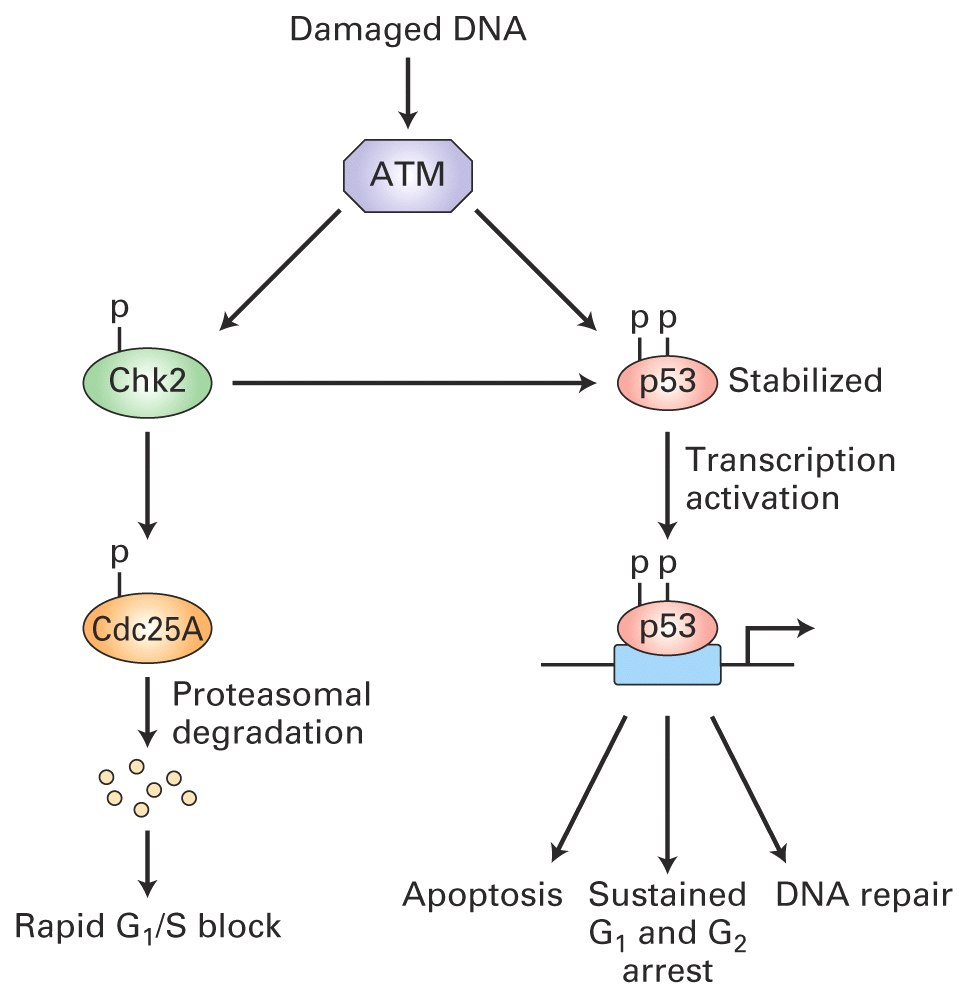 Damaged DNA
ATM
p
p p
Chk2
p53 Stabilized
Transcription
activation
p
p p
Cdc25A
p53
Proteasomal
degradation
Apoptosis
Sustained
G₁ and G₂
arrest
DNA repair
Rapid G₁/S block